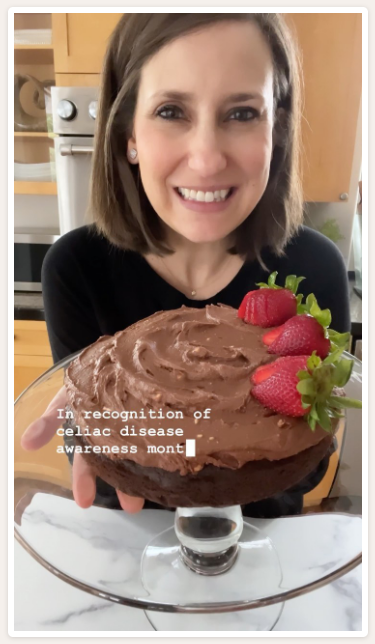 In recognition of
celiac disease
awareness mont